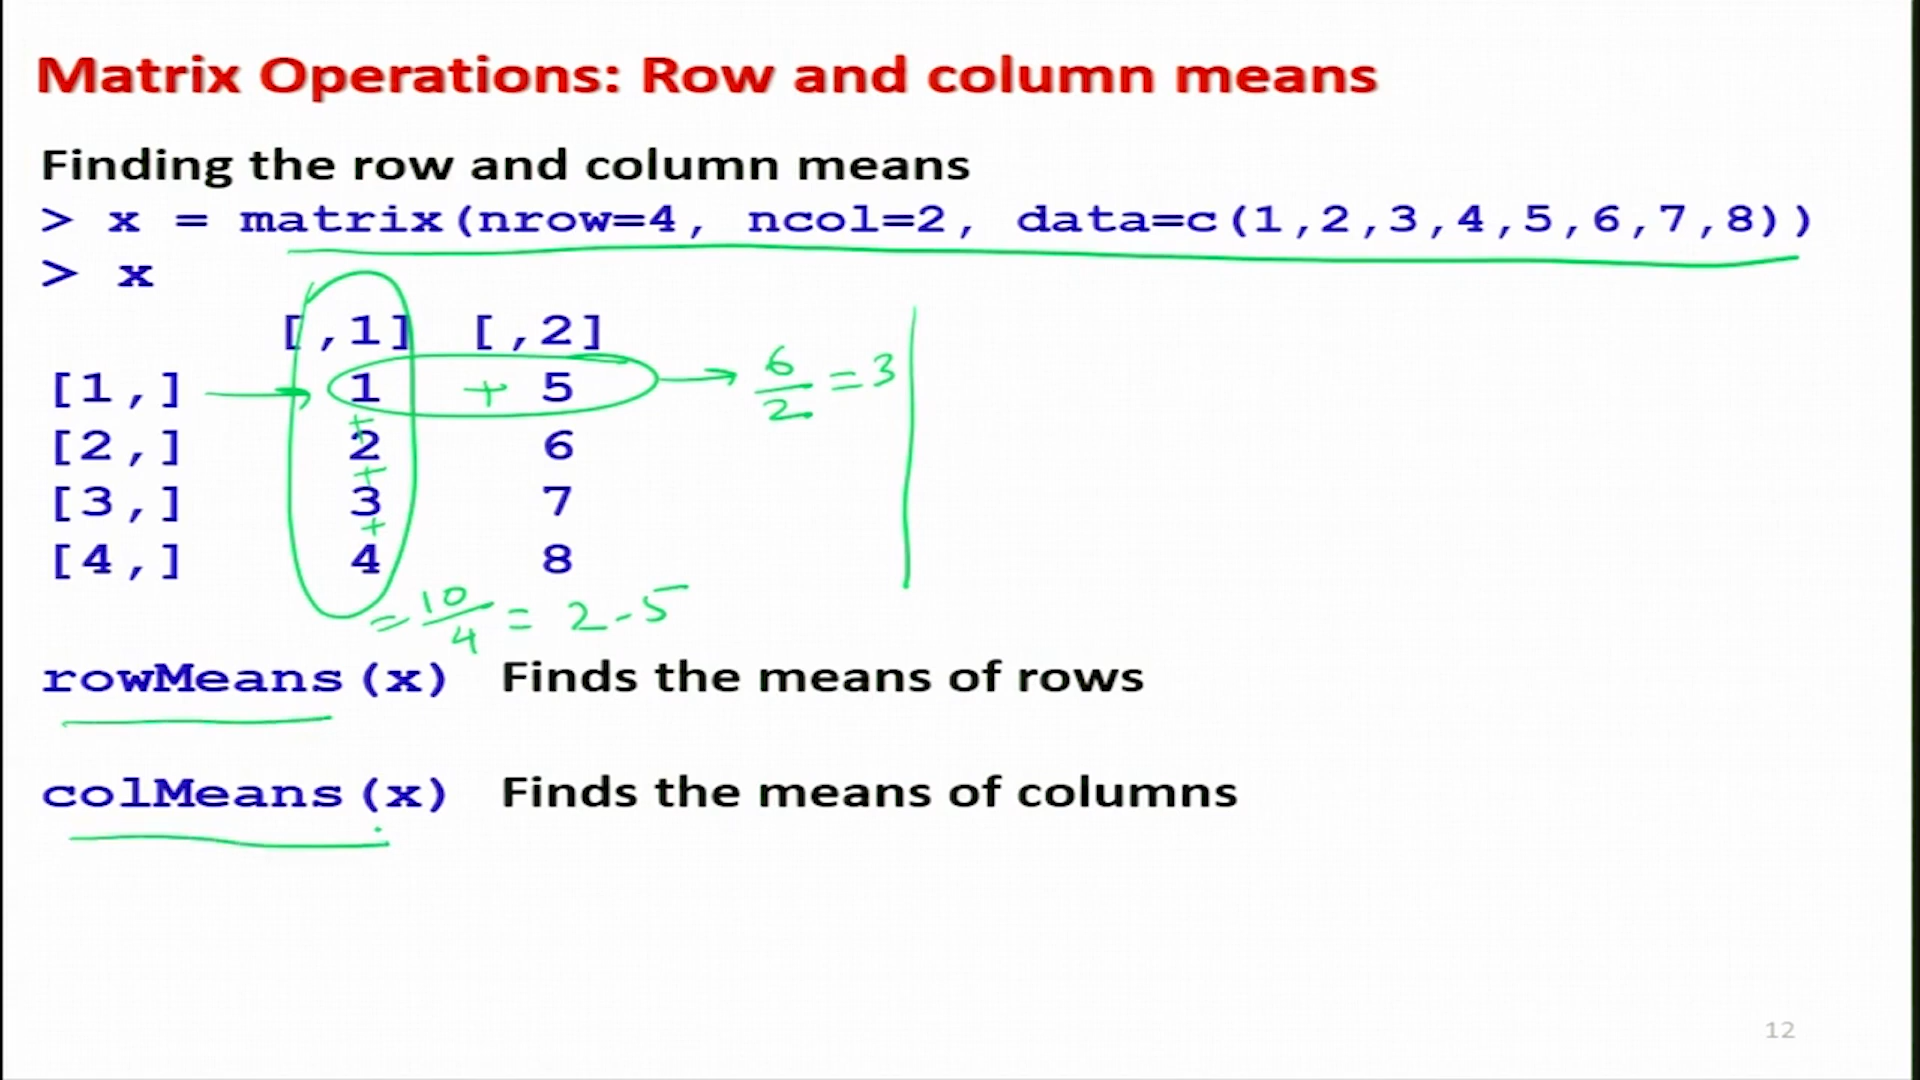 Matrix Operations: Row and column means
Finding the row and column means
> x = matrix(nrow=4, ncol=2, data=c(1,2,3,4,5,6,7,8))
> x
[,1] [,2]
[1,] → 1 + 5 → 6/2 = 3
+
[2,] 2 6
+
[3,] 3 7
+
[4,] 4 8
= 10/4 = 2.5
rowMeans(x) Finds the means of rows
colMeans(x) Finds the means of columns
12